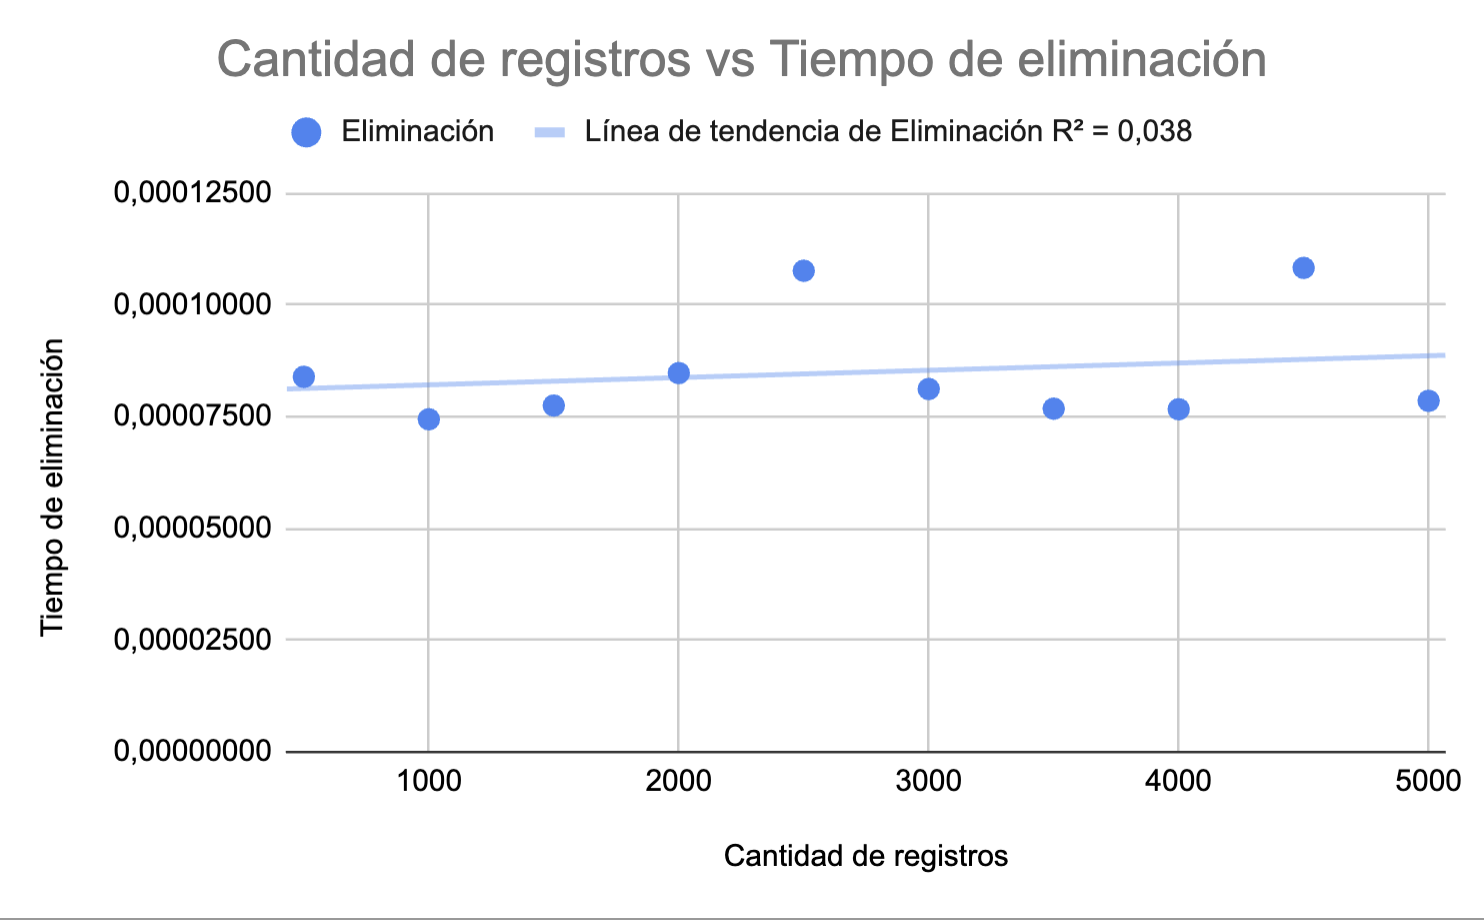 Cantidad de registros vs Tiempo de eliminación
Eliminación Línea de tendencia de Eliminación R² = 0,038
0,00012500
0,00010000
0,00007500
0,00005000
0,00002500
0,00000000
Tiempo de eliminación
1000 2000 3000 4000 5000
Cantidad de registros